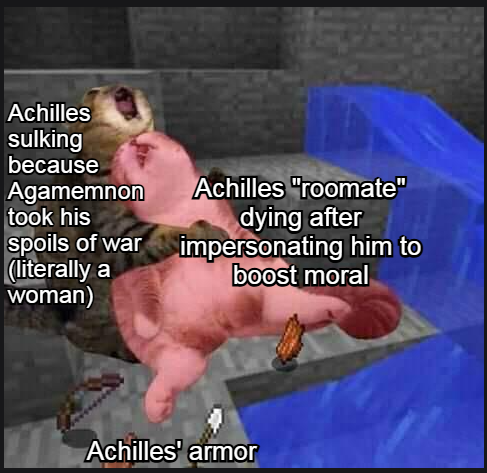 Achilles
sulking
because
Agamemnon
took his
spoils of war
(literally a
woman)
Achilles "roomate"
dying after
impersonating him to
boost moral
Achilles' armor